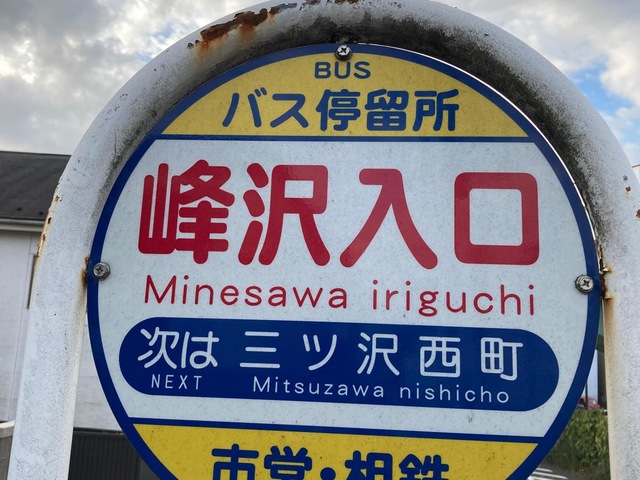 BUS
バス停留所
峰沢入口
Minesawa iriguchi
次は 三ツ沢西町
NEXT Mitsuzawa nishicho
市営・相鉄